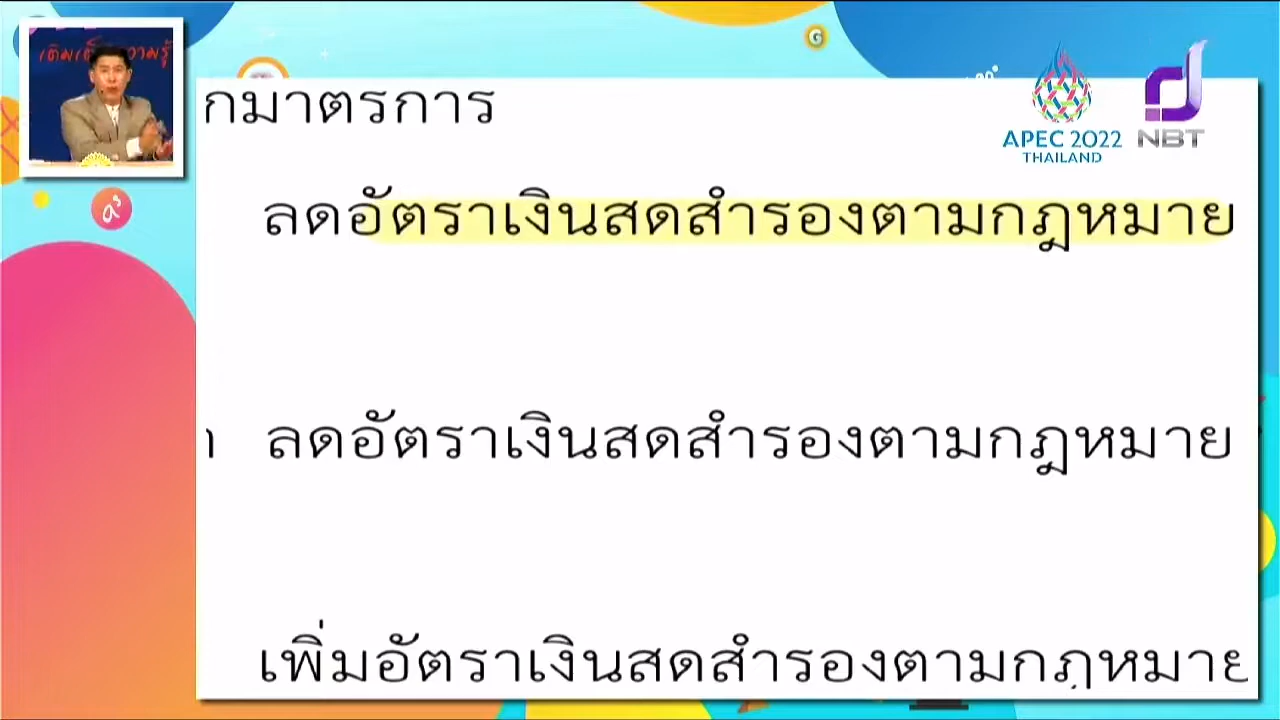 กมาตรการ
APEC 2022
THAILAND
NBT
ลดอัตราเงินสดสำรองตามกฎหมาย
ลดอัตราเงินสดสำรองตามกฎหมาย
เพิ่มอัตราเงินสดสำรองตามกฎหมาย